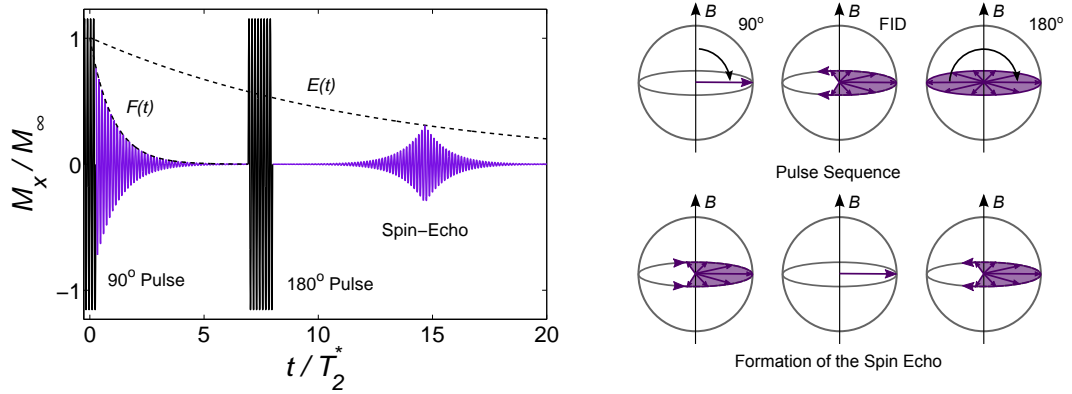 M_x / M_∞
1
0
−1
F(t)
E(t)
Spin−Echo
90° Pulse
180° Pulse
0
5
10
15
20
t / T_2^*
B
90°
B
FID
B
180°
Pulse Sequence
B
B
B
Formation of the Spin Echo